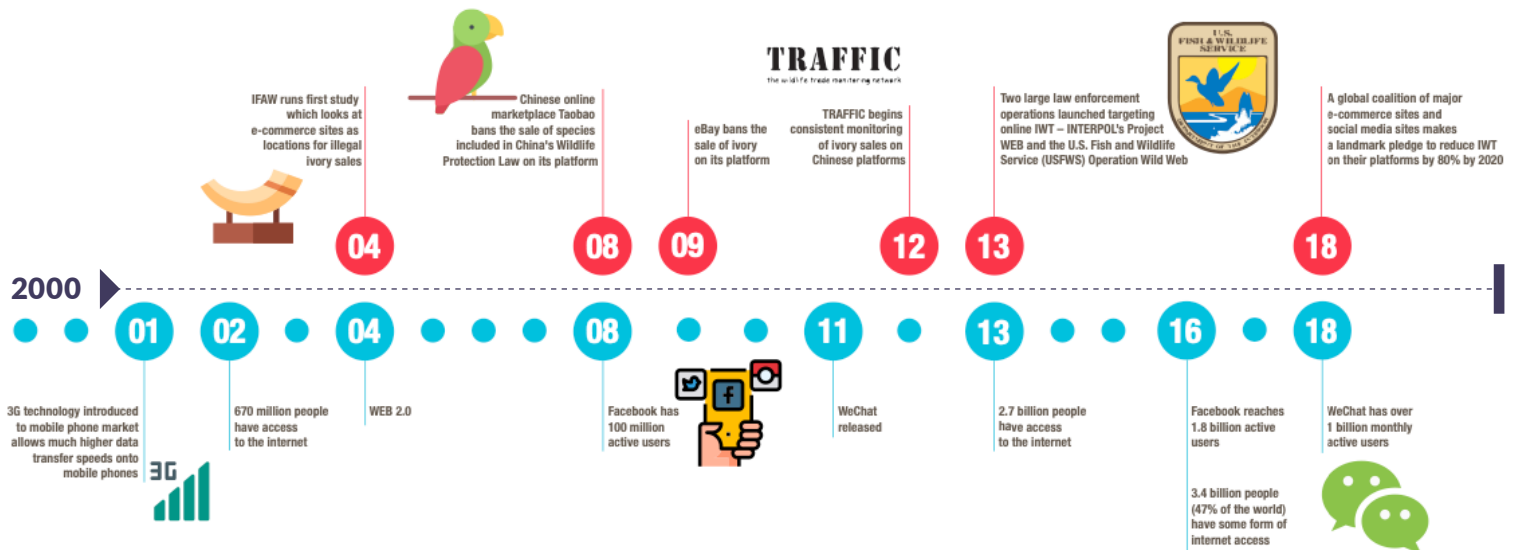 TRAFFIC
the wildlife trade monitoring network
U.S.
FISH & WILDLIFE
SERVICE
DEPARTMENT OF THE INTERIOR
IFAW runs first study
which looks at
e-commerce sites as
locations for illegal
ivory sales
Chinese online
marketplace Taobao
bans the sale of species
included in China's Wildlife
Protection Law on its platform
eBay bans the
sale of ivory
on its platform
TRAFFIC begins
consistent monitoring
of ivory sales on
Chinese platforms
Two large law enforcement
operations launched targeting
online IWT – INTERPOL's Project
WEB and the U.S. Fish and Wildlife
Service (USFWS) Operation Wild Web
A global coalition of major
e-commerce sites and
social media sites makes
a landmark pledge to reduce IWT
on their platforms by 80% by 2020
04
08
09
12
13
18
2000
01
02
04
08
11
13
16
18
3G technology introduced
to mobile phone market
allows much higher data
transfer speeds onto
mobile phones
3G
670 million people
have access
to the internet
WEB 2.0
Facebook has
100 million
active users
f
WeChat
released
2.7 billion people
have access
to the internet
Facebook reaches
1.8 billion active
users
3.4 billion people
(47% of the world)
have some form of
internet access
WeChat has over
1 billion monthly
active users